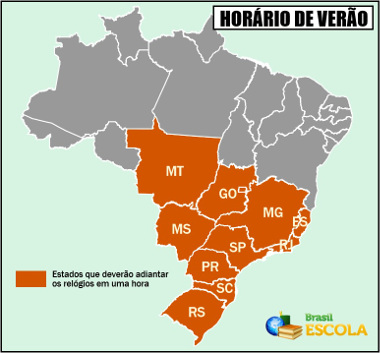 HORÁRIO DE VERÃO
MT
GO
MG
ES
MS
SP
RJ
PR
SC
RS
Estados que deverão adiantar
os relógios em uma hora
Brasil
ESCOLA